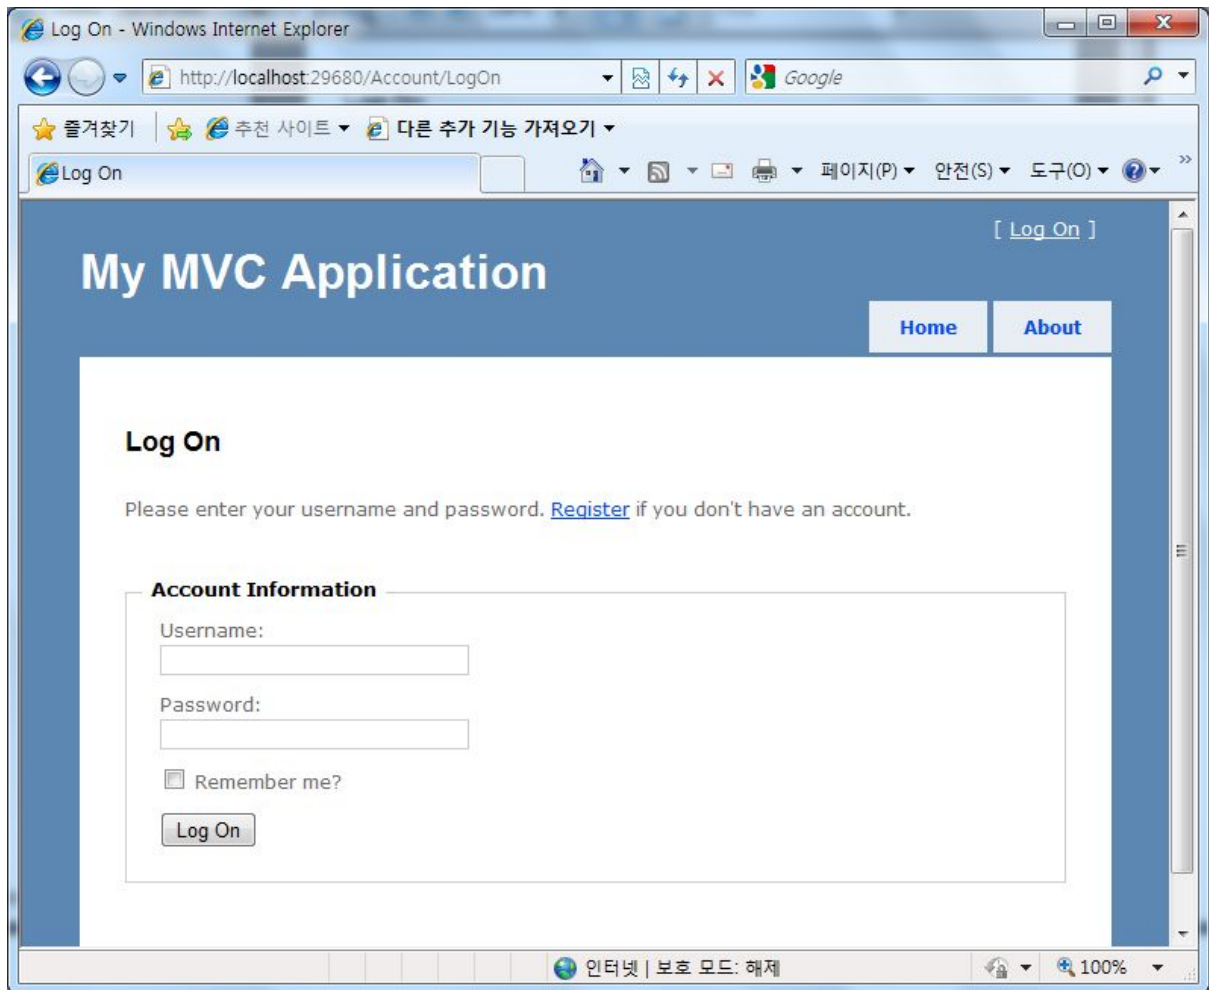 Log On - Windows Internet Explorer
http://localhost:29680/Account/LogOn Google
즐겨찾기 추천 사이트 다른 추가 기능 가져오기
Log On 페이지(P) 안전(S) 도구(O) »
[ Log On ]
My MVC Application
Home About
Log On
Please enter your username and password. Register if you don't have an account.
Account Information
Username:
Password:
Remember me?
Log On
인터넷 | 보호 모드: 해제 100%